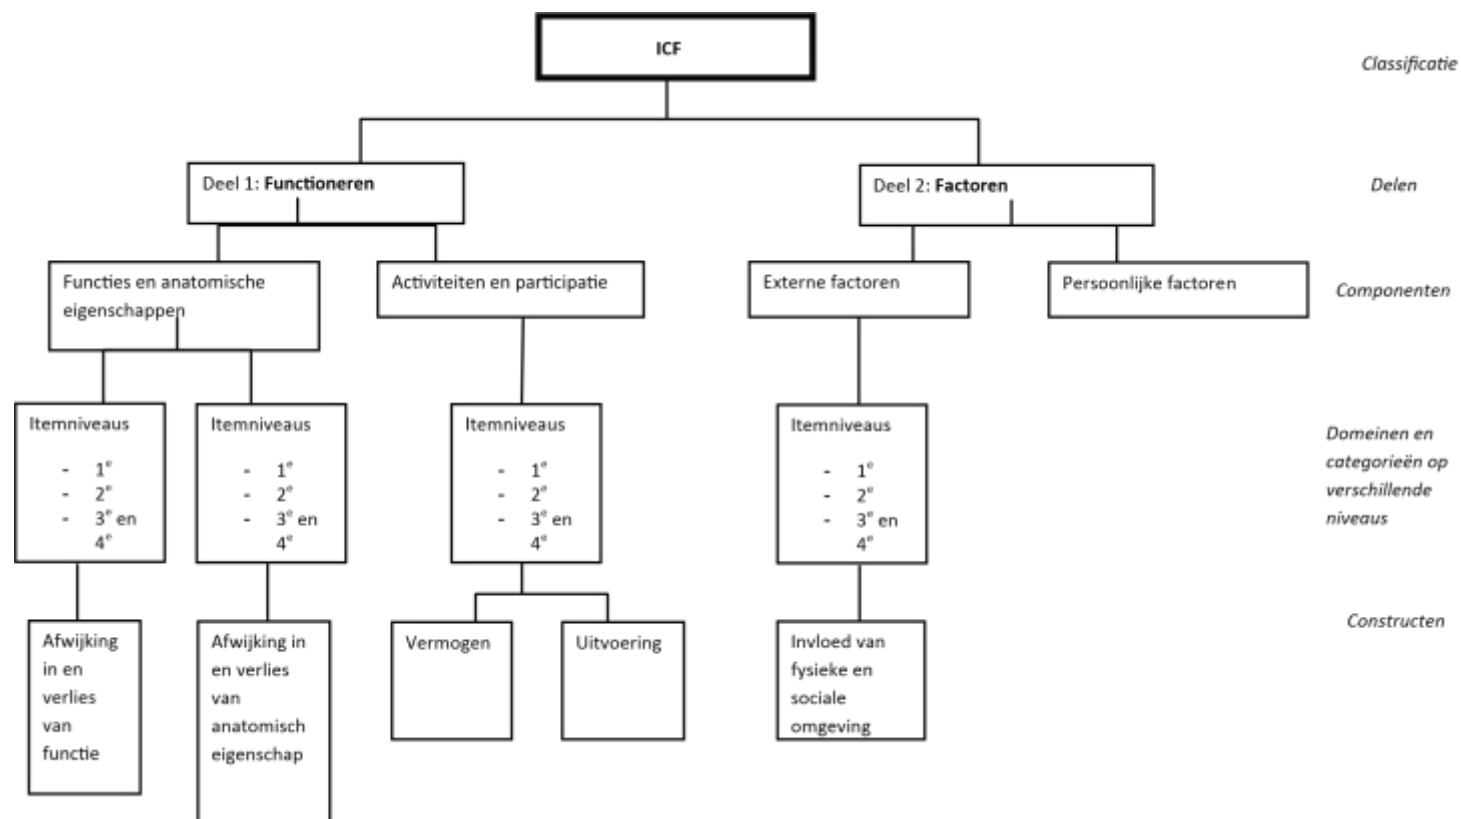 ICF
Classificatie
Deel 1: Functioneren
Deel 2: Factoren
Delen
Functies en anatomische
eigenschappen
Activiteiten en participatie
Externe factoren
Persoonlijke factoren
Componenten
Itemniveaus
- 1e
- 2e
- 3e en
4e
Itemniveaus
- 1e
- 2e
- 3e en
4e
Itemniveaus
- 1e
- 2e
- 3e en
4e
Itemniveaus
- 1e
- 2e
- 3e en
4e
Domeinen en
categorieën op
verschillende
niveaus
Afwijking
in en
verlies
van
functie
Afwijking in
en verlies
van
anatomisch
eigenschap
Vermogen
Uitvoering
Invloed van
fysieke en
sociale
omgeving
Constructen